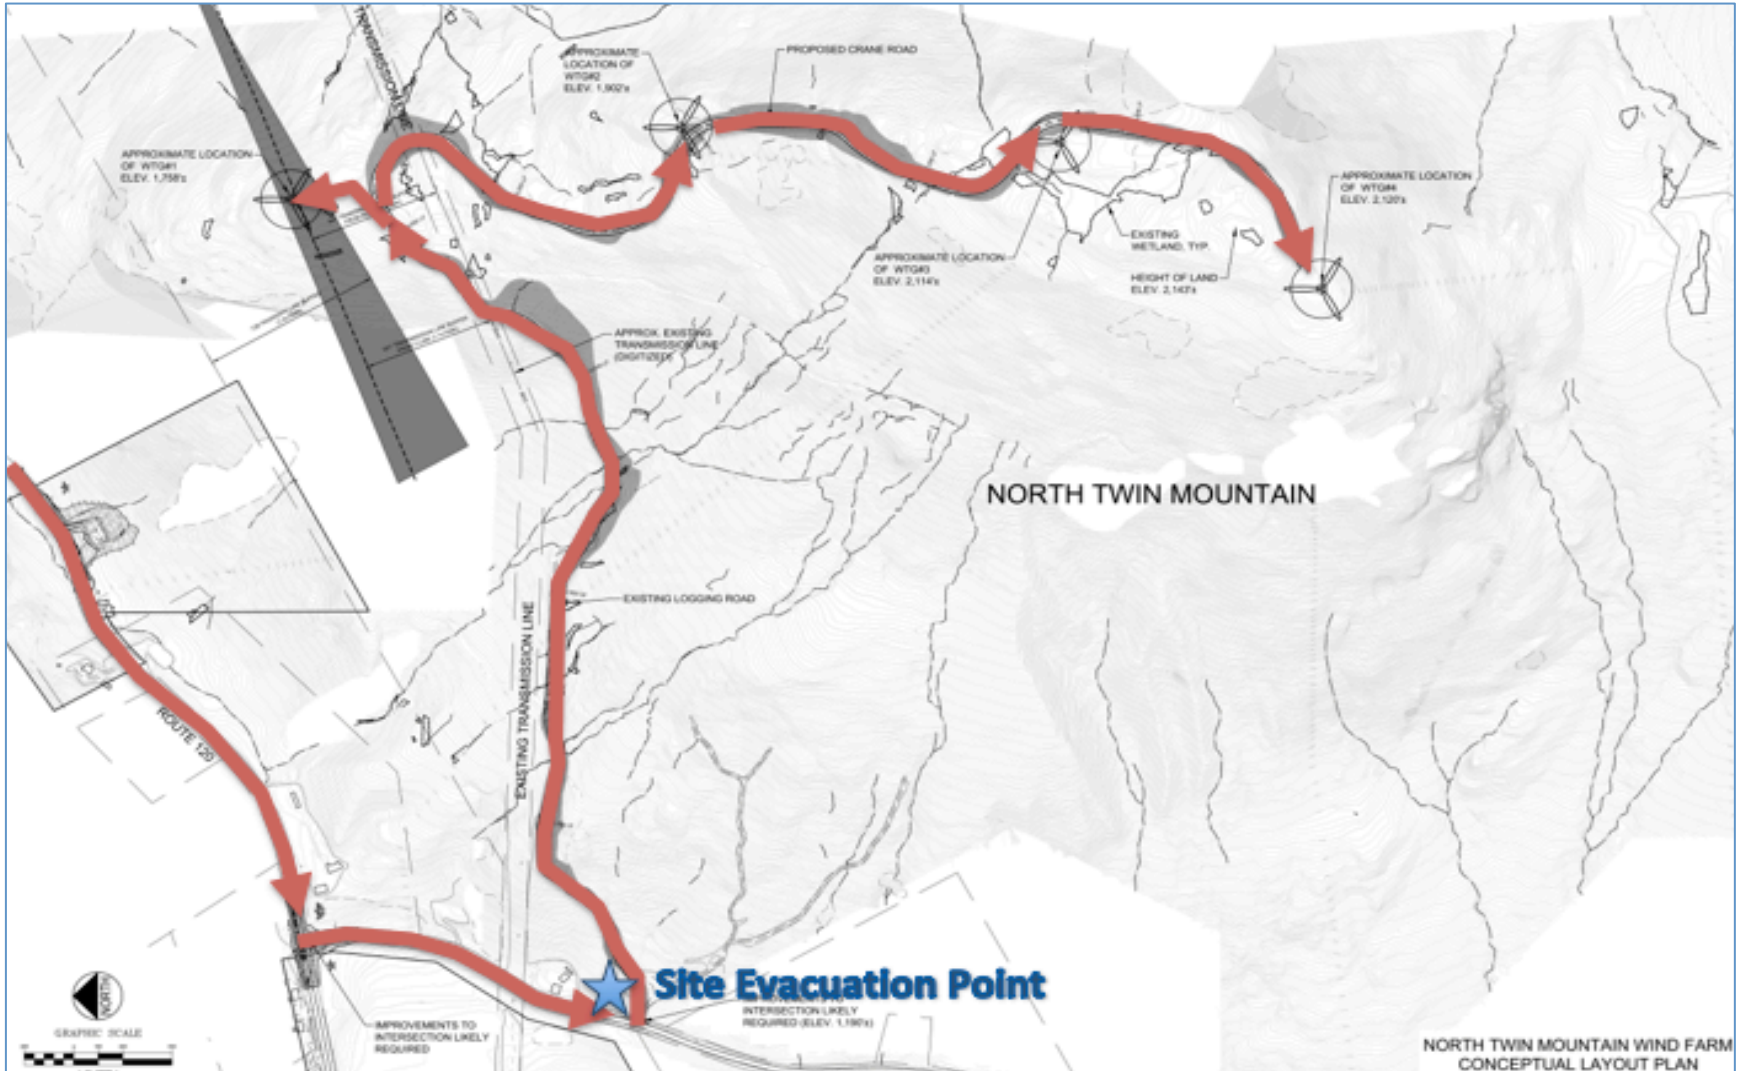 TRANSMISSION
APPROXIMATE
LOCATION OF
WTG#2
ELEV. 1,902'±
PROPOSED CRANE ROAD
APPROXIMATE LOCATION
OF WTG#1
ELEV. 1,758'±
APPROXIMATE LOCATION
OF WTG#4
ELEV. 2,120'±
EXISTING
WETLAND, TYP.
APPROXIMATE LOCATION
OF WTG#3
ELEV. 2,114'±
HEIGHT OF LAND
ELEV. 2,143'±
APPROX. EXISTING
TRANSMISSION LINE
(DIGITIZED)
NORTH TWIN MOUNTAIN
EXISTING LOGGING ROAD
EXISTING TRANSMISSION LINE
ROUTE 120
Site Evacuation Point
IMPROVEMENTS TO
INTERSECTION LIKELY
REQUIRED (ELEV. 1,190'±)
NORTH
GRAPHIC SCALE
IMPROVEMENTS TO
INTERSECTION LIKELY
REQUIRED
NORTH TWIN MOUNTAIN WIND FARM
CONCEPTUAL LAYOUT PLAN